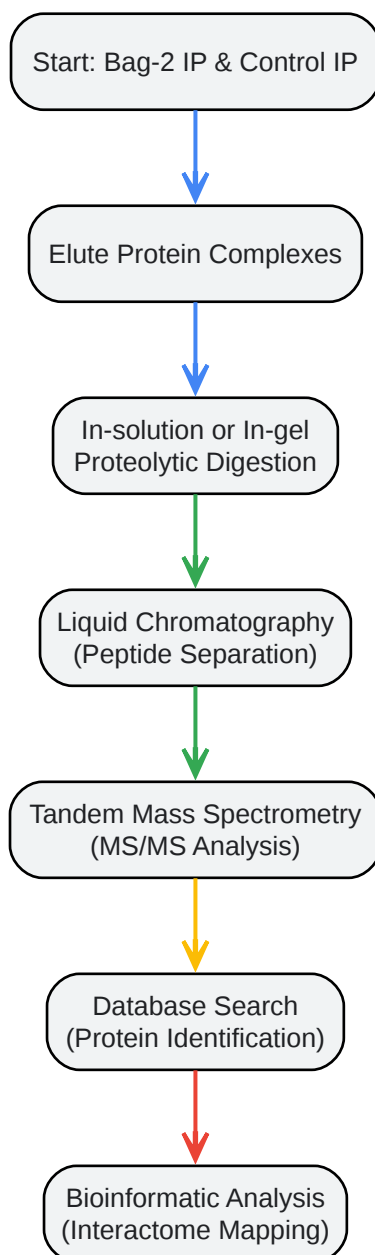 Start: Bag-2 IP & Control IP
Elute Protein Complexes
In-solution or In-gel
Proteolytic Digestion
Liquid Chromatography
(Peptide Separation)
Tandem Mass Spectrometry
(MS/MS Analysis)
Database Search
(Protein Identification)
Bioinformatic Analysis
(Interactome Mapping)